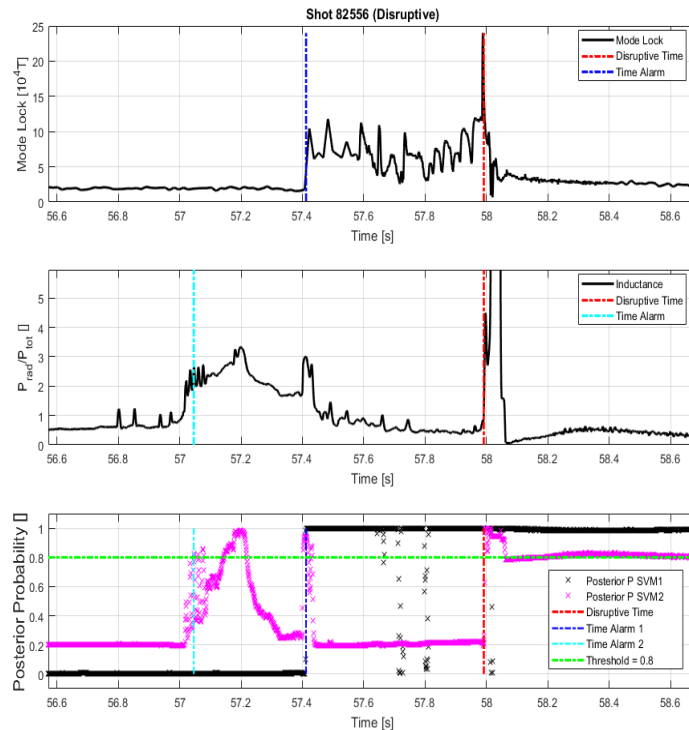 Shot 82556 (Disruptive)
Mode Lock [10⁴T]
25
20
15
10
5
0
Mode Lock
Disruptive Time
Time Alarm
56.6 56.8 57 57.2 57.4 57.6 57.8 58 58.2 58.4 58.6
Time [s]
P_rad/P_tot []
5
4
3
2
1
0
Inductance
Disruptive Time
Time Alarm
56.6 56.8 57 57.2 57.4 57.6 57.8 58 58.2 58.4 58.6
Time [s]
Posterior Probability []
1
0.8
0.6
0.4
0.2
0
Posterior P SVM1
Posterior P SVM2
Disruptive Time
Time Alarm 1
Time Alarm 2
Threshold = 0.8
56.6 56.8 57 57.2 57.4 57.6 57.8 58 58.2 58.4 58.6
Time [s]